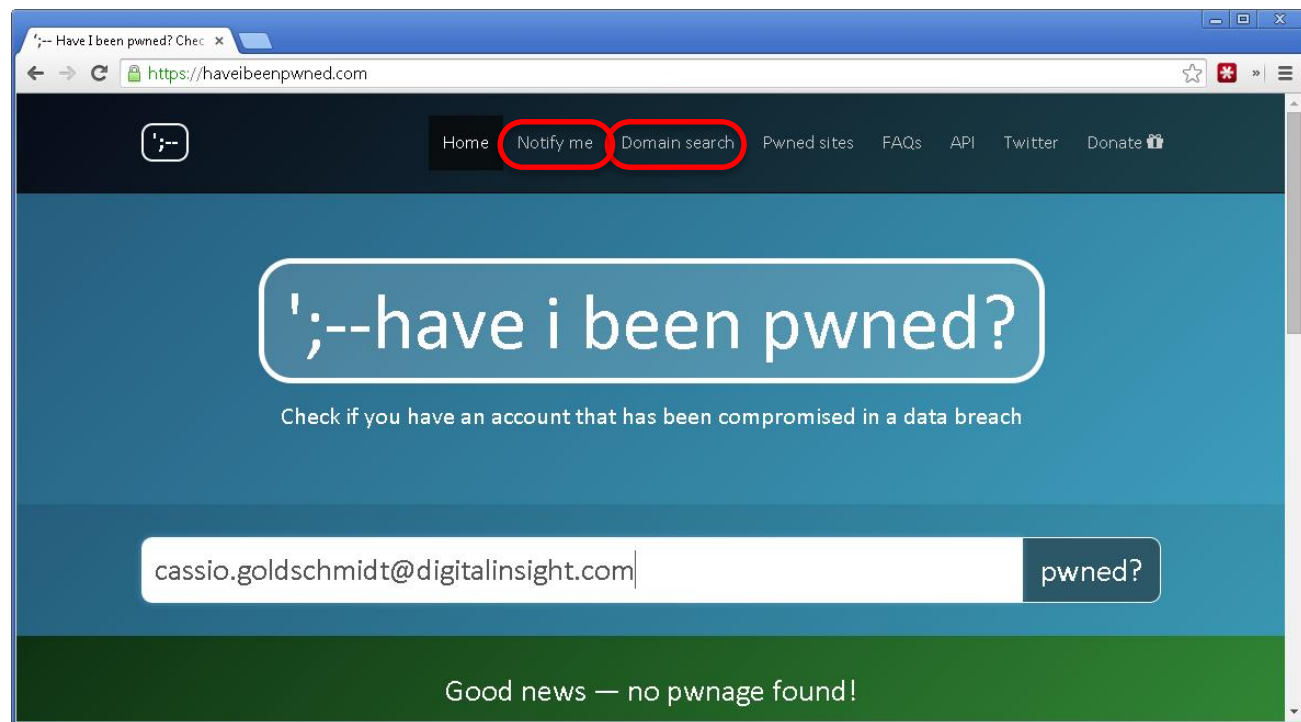 ';-- Have I been pwned? Chec
https://haveibeenpwned.com
';--
Home Notify me Domain search Pwned sites FAQs API Twitter Donate
';--have i been pwned?
Check if you have an account that has been compromised in a data breach
cassio.goldschmidt@digitalinsight.com pwned?
Good news — no pwnage found!